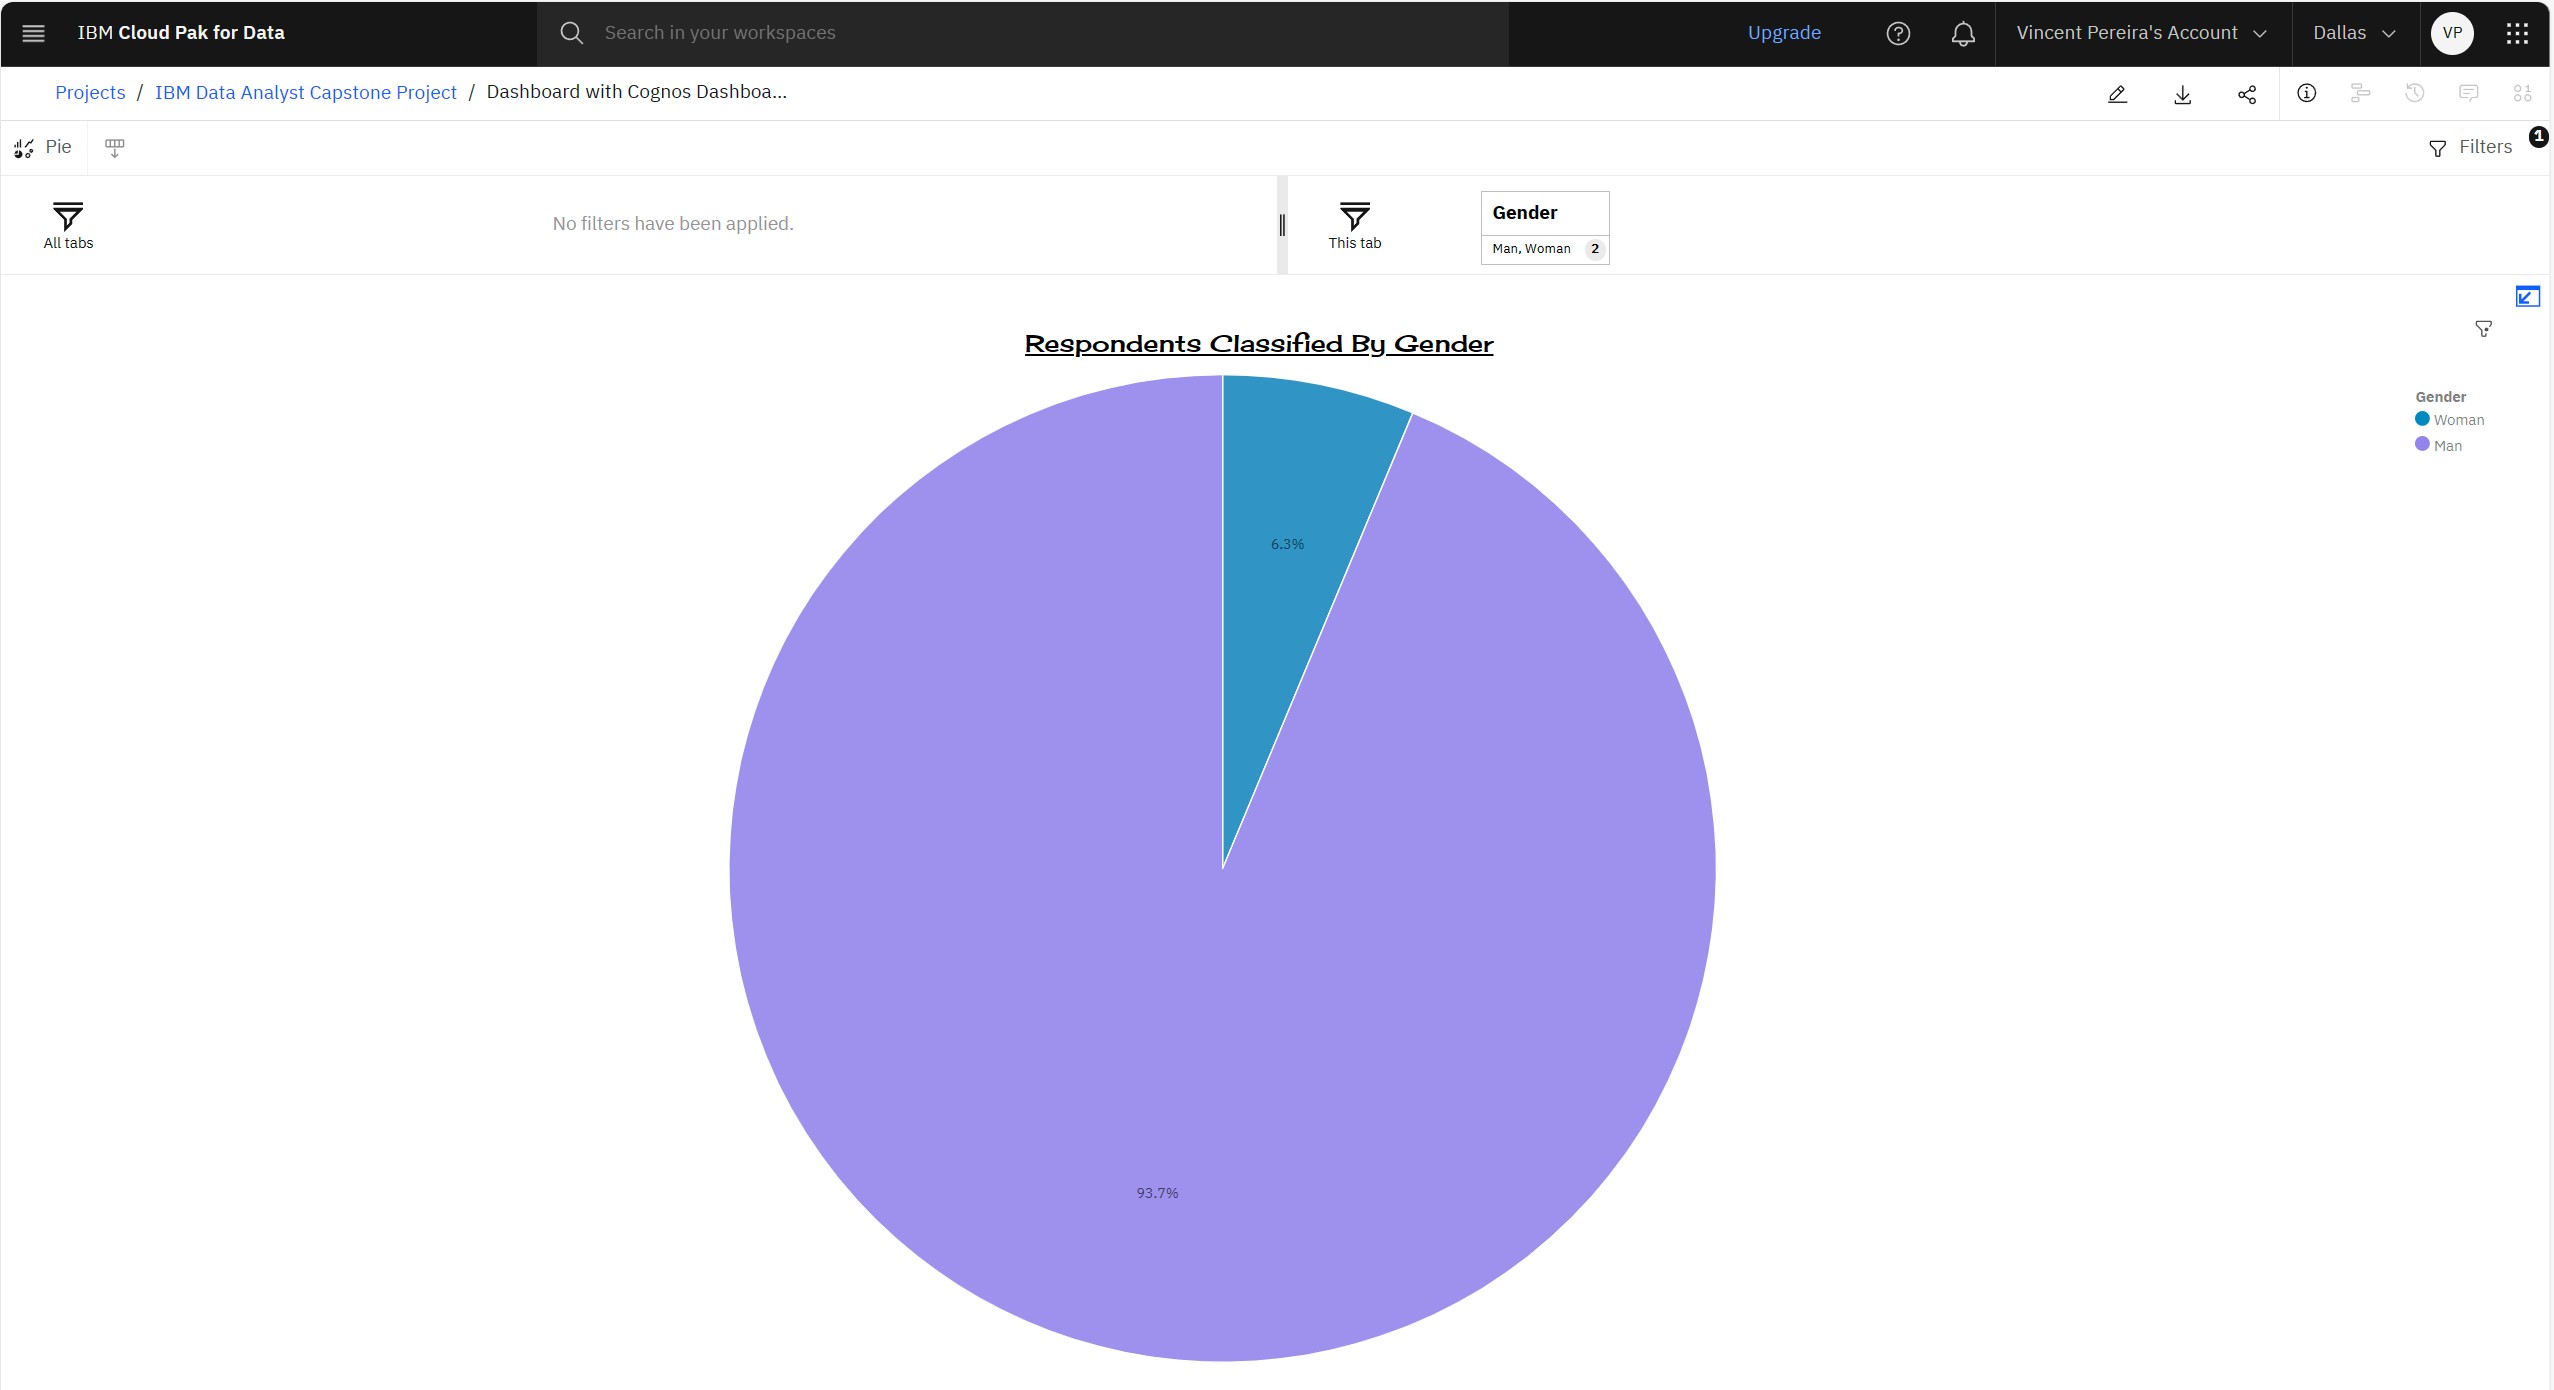 IBM Cloud Pak for Data
Search in your workspaces
Upgrade
Vincent Pereira's Account
Dallas
VP
Projects / IBM Data Analyst Capstone Project / Dashboard with Cognos Dashboa...
Pie
Filters
1
All tabs
No filters have been applied.
This tab
Gender
Man, Woman 2
Respondents Classified By Gender
Gender
Woman
Man
6.3%
93.7%